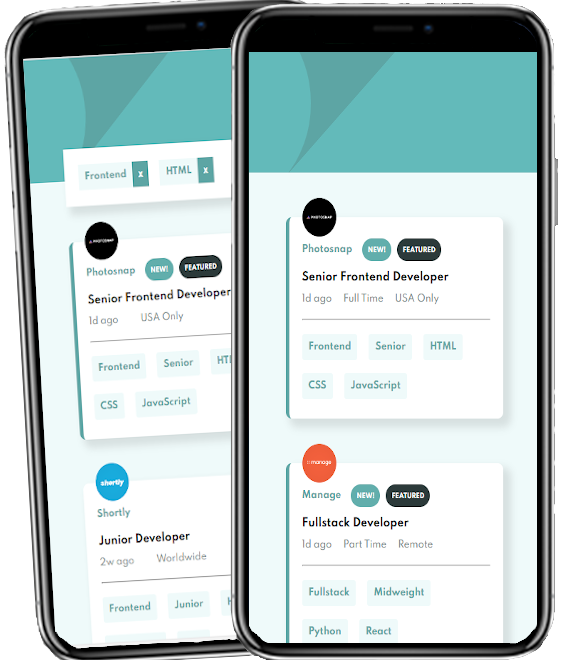 Frontend x HTML x
PHOTOSNAP
Photosnap NEW! FEATURED
Senior Frontend Developer
1d ago USA Only
Frontend Senior
CSS JavaScript
shortly
Shortly
Junior Developer
2w ago Worldwide
Frontend Junior
PHOTOSNAP
Photosnap NEW! FEATURED
Senior Frontend Developer
1d ago Full Time USA Only
Frontend Senior HTML
CSS JavaScript
manage
Manage NEW! FEATURED
Fullstack Developer
1d ago Part Time Remote
Fullstack Midweight
Python React